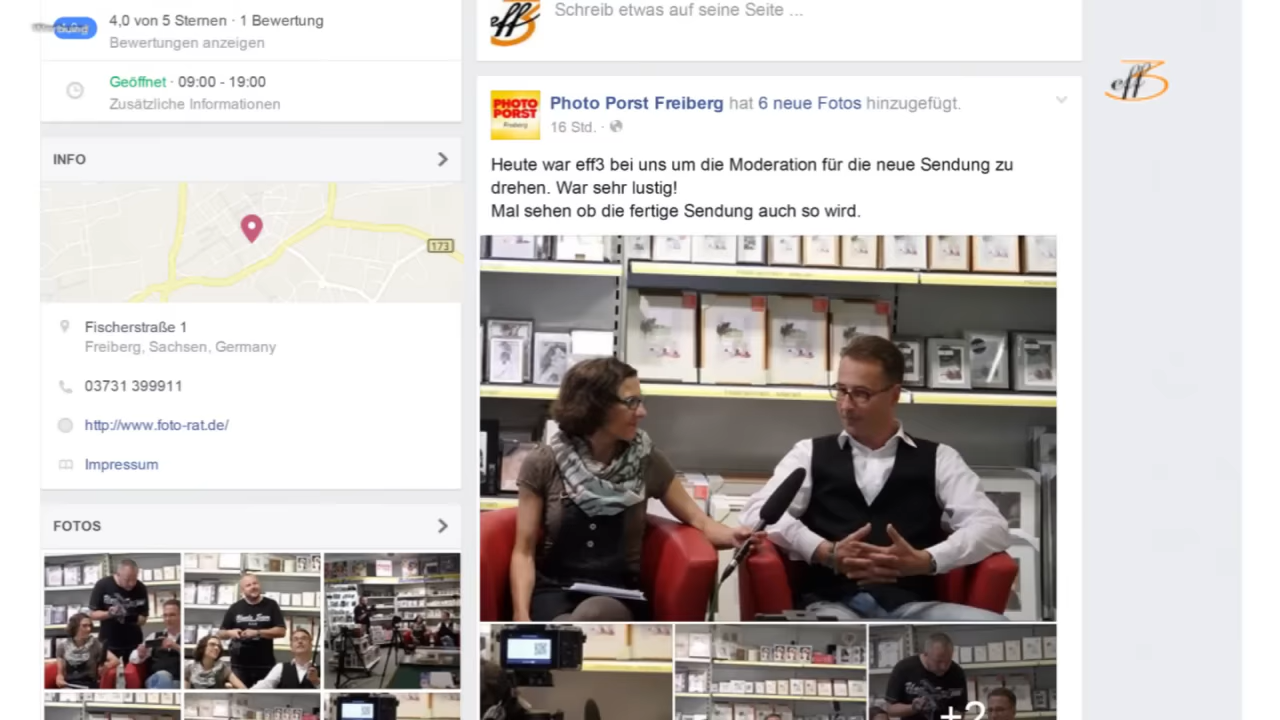 Werbung
4,0 von 5 Sternen · 1 Bewertung
Bewertungen anzeigen
Geöffnet · 09:00 - 19:00
Zusätzliche Informationen
INFO
173
Fischerstraße 1
Freiberg, Sachsen, Germany
03731 399911
http://www.foto-rat.de/
Impressum
FOTOS
eff3
Schreib etwas auf seine Seite ...
PHOTO
PORST
Freiberg
Photo Porst Freiberg hat 6 neue Fotos hinzugefügt.
16 Std. ·
Heute war eff3 bei uns um die Moderation für die neue Sendung zu
drehen. War sehr lustig!
Mal sehen ob die fertige Sendung auch so wird.
+2
eff3